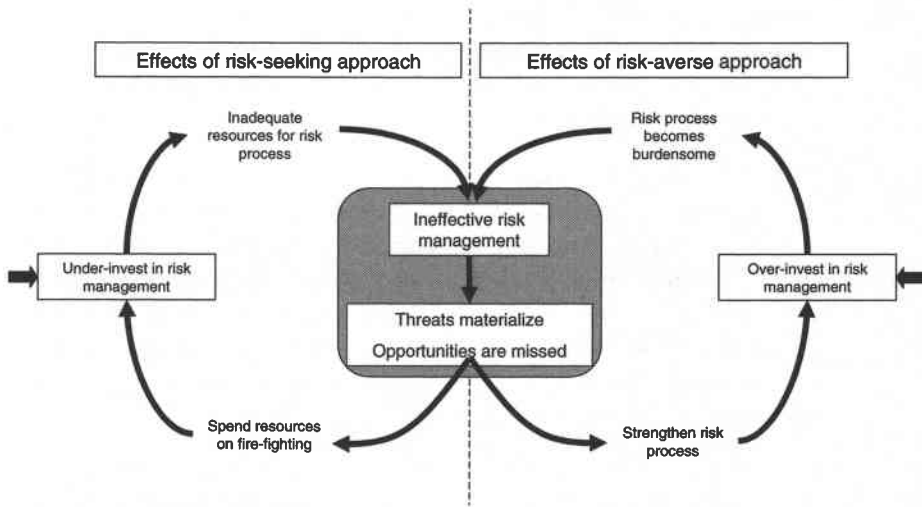 Effects of risk-seeking approach
Effects of risk-averse approach
Inadequate
resources for risk
process
Risk process
becomes
burdensome
Ineffective risk
management
Under-invest in risk
management
Over-invest in risk
management
Threats materialize
Opportunities are missed
Spend resources
on fire-fighting
Strengthen risk
process